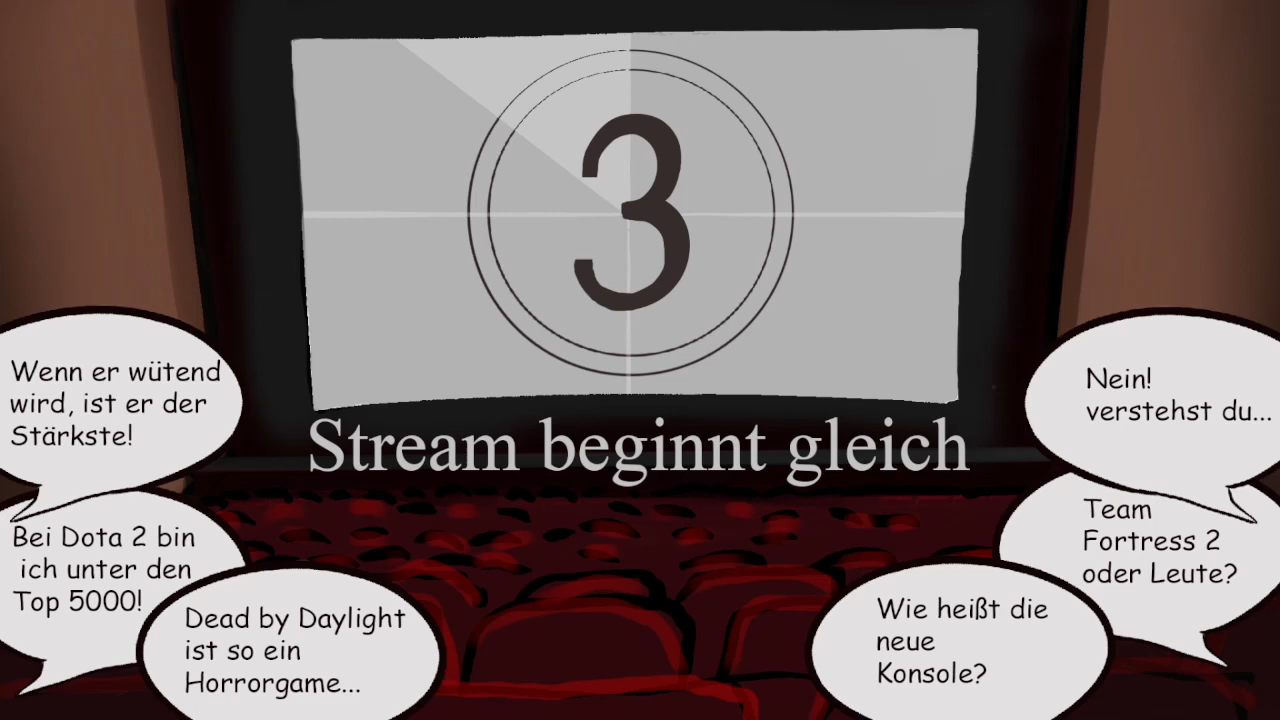 3
Stream beginnt gleich
Wenn er wütend
wird, ist er der
Stärkste!
Bei Dota 2 bin
ich unter den
Top 5000!
Dead by Daylight
ist so ein
Horrorgame...
Nein!
verstehst du...
Team
Fortress 2
oder Leute?
Wie heißt die
neue
Konsole?